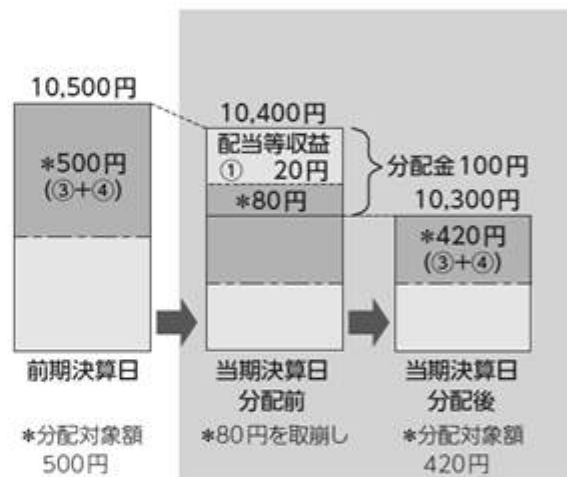 10,500円
*500円
(③+④)
前期決算日
*分配対象額
500円
10,400円
配当等収益
① 20円
*80円
分配金100円
当期決算日
分配前
*80円を取崩し
10,300円
*420円
(③+④)
当期決算日
分配後
*分配対象額
420円